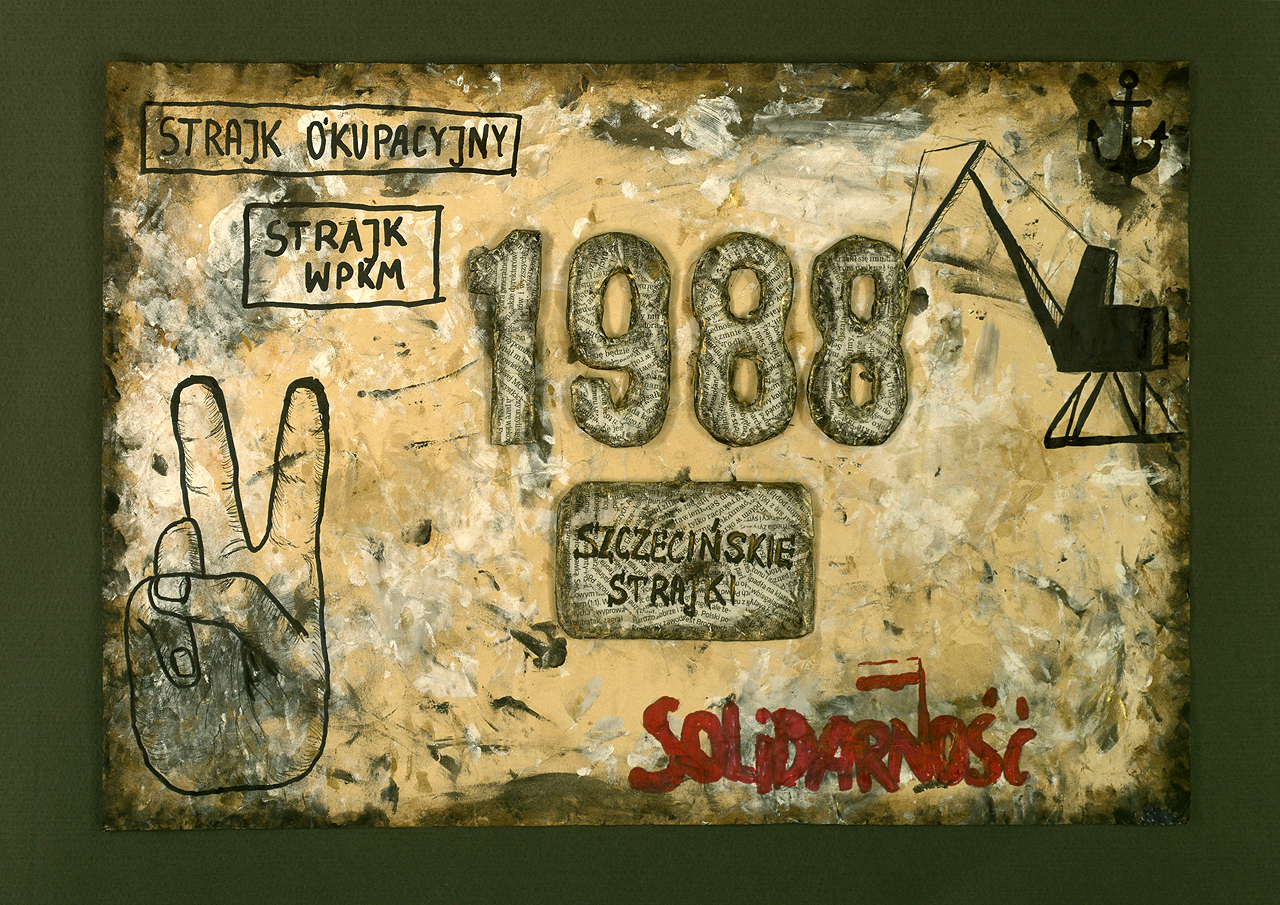 STRAJK OKUPACYJNY
STRAJK
WPKM
1988
SZCZECIŃSKIE
STRAJKI
SOLIDARNOŚĆ